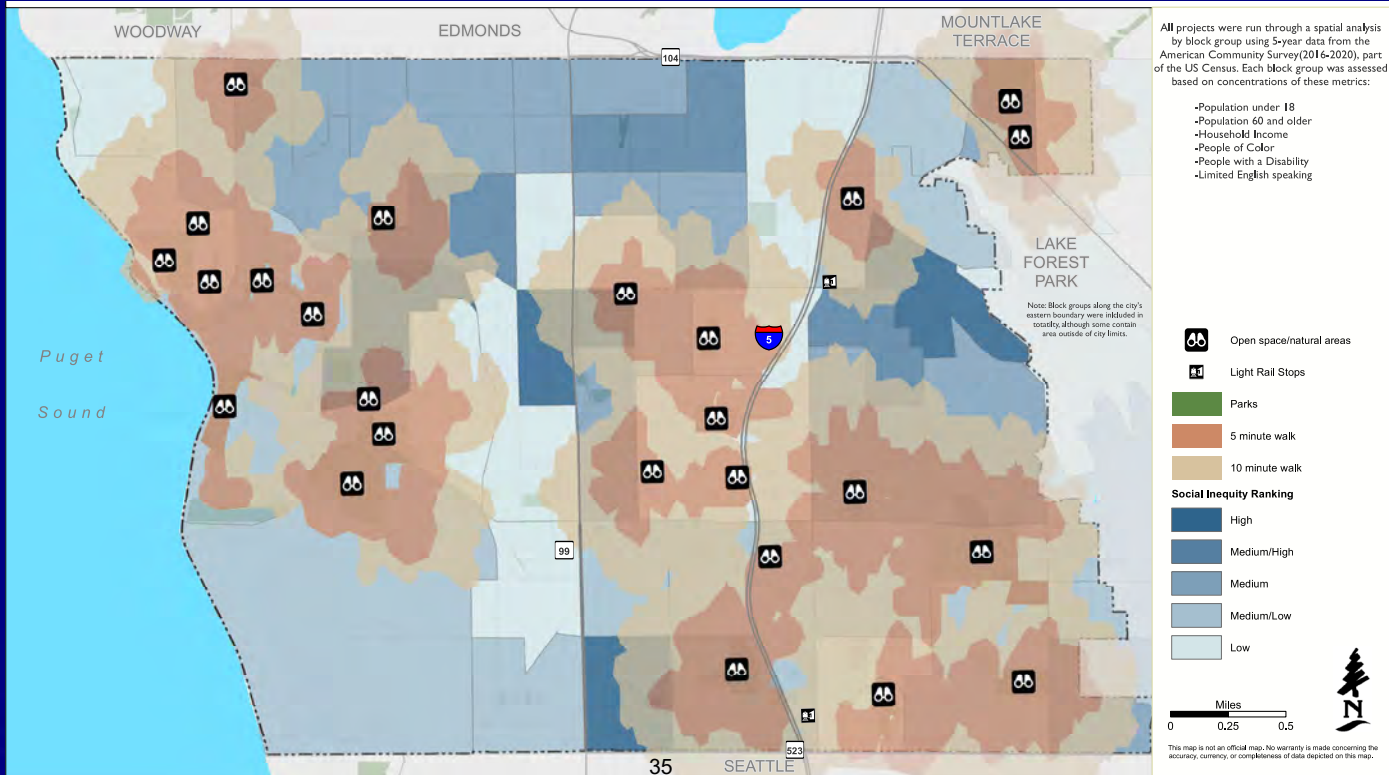 WOODWAY
EDMONDS
MOUNTLAKE
TERRACE
104
LAKE
FOREST
PARK
Note: Block groups along the city's
eastern boundary were inlcluded in
totatilty, although some contain
area outisde of city limits.
5
Puget
Sound
99
523
35
SEATTLE
All projects were run through a spatial analysis
by block group using 5-year data from the
American Community Survey(2016-2020), part
of the US Census. Each block group was assessed
based on concentrations of these metrics:
-Population under 18
-Population 60 and older
-Household Income
-People of Color
-People with a Disability
-Limited English speaking
Open space/natural areas
Light Rail Stops
Parks
5 minute walk
10 minute walk
Social Inequity Ranking
High
Medium/High
Medium
Medium/Low
Low
N
Miles
0 0.25 0.5
This map is not an official map. No warranty is made concerning the
accuracy, currency, or completeness of data depicted on this map.